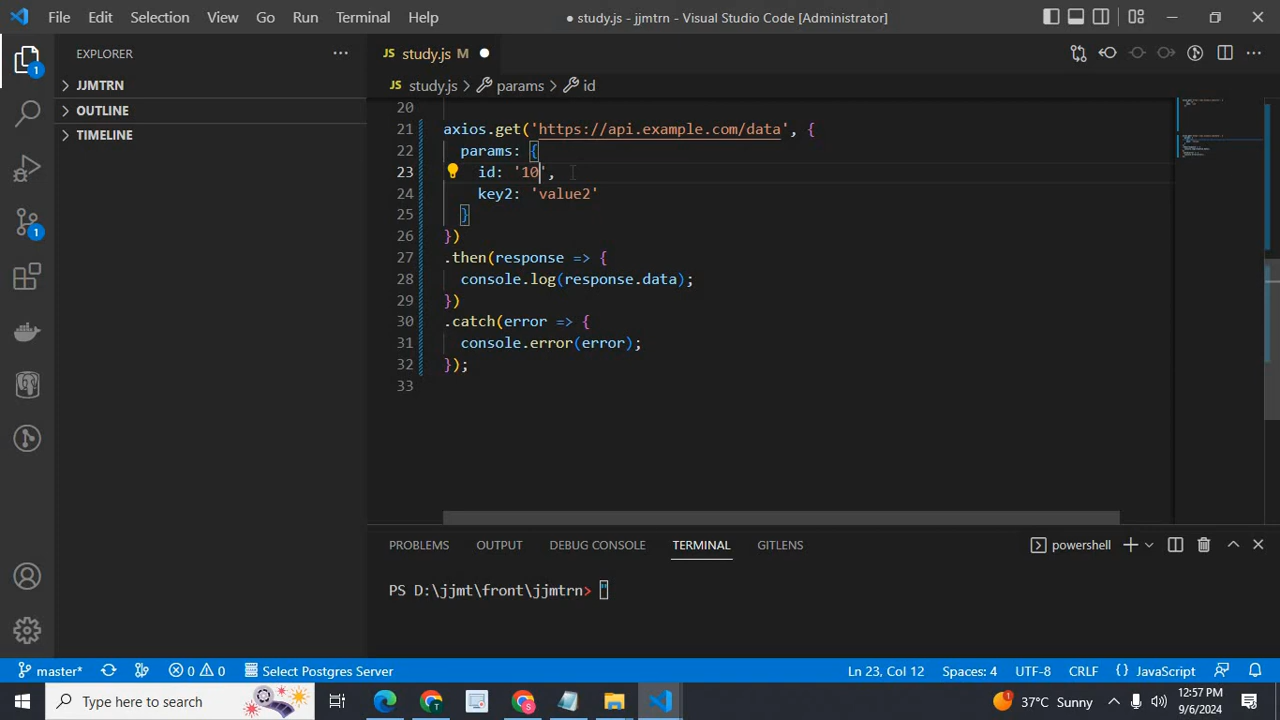 File Edit Selection View Go Run Terminal Help
● study.js - jjmtrn - Visual Studio Code [Administrator]
EXPLORER
JJMTRN
OUTLINE
TIMELINE
1
1
JS study.js M ●
JS study.js > params > id
20
21 axios.get('https://api.example.com/data', {
22 params: {
23 id: '10',
24 key2: 'value2'
25 }
26 })
27 .then(response => {
28 console.log(response.data);
29 })
30 .catch(error => {
31 console.error(error);
32 });
33
PROBLEMS OUTPUT DEBUG CONSOLE TERMINAL GITLENS
powershell
PS D:\jjmt\front\jjmtrn> "
master* 0 0 Select Postgres Server
Ln 23, Col 12 Spaces: 4 UTF-8 CRLF {} JavaScript
Type here to search
1 37°C Sunny
12:57 PM
9/6/2024